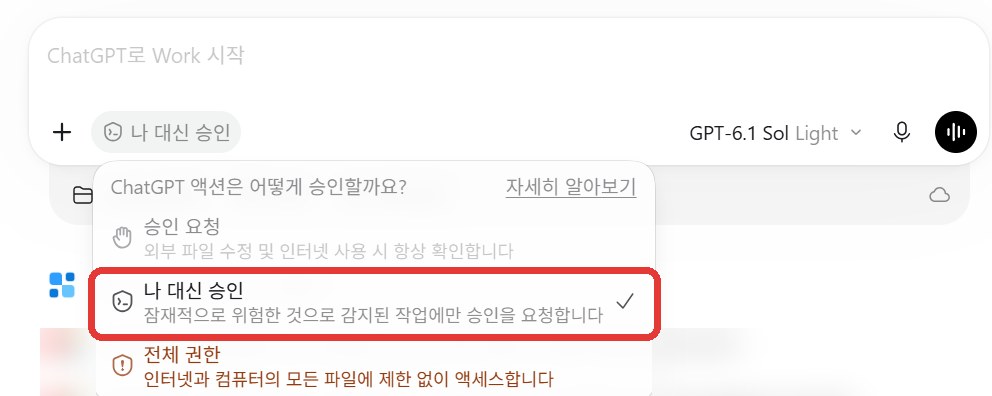 ChatGPT로 Work 시작
나 대신 승인
GPT-6.1 Sol Light
ChatGPT 액션은 어떻게 승인할까요? 자세히 알아보기
승인 요청
외부 파일 수정 및 인터넷 사용 시 항상 확인합니다
나 대신 승인
잠재적으로 위험한 것으로 감지된 작업에만 승인을 요청합니다
전체 권한
인터넷과 컴퓨터의 모든 파일에 제한 없이 액세스합니다